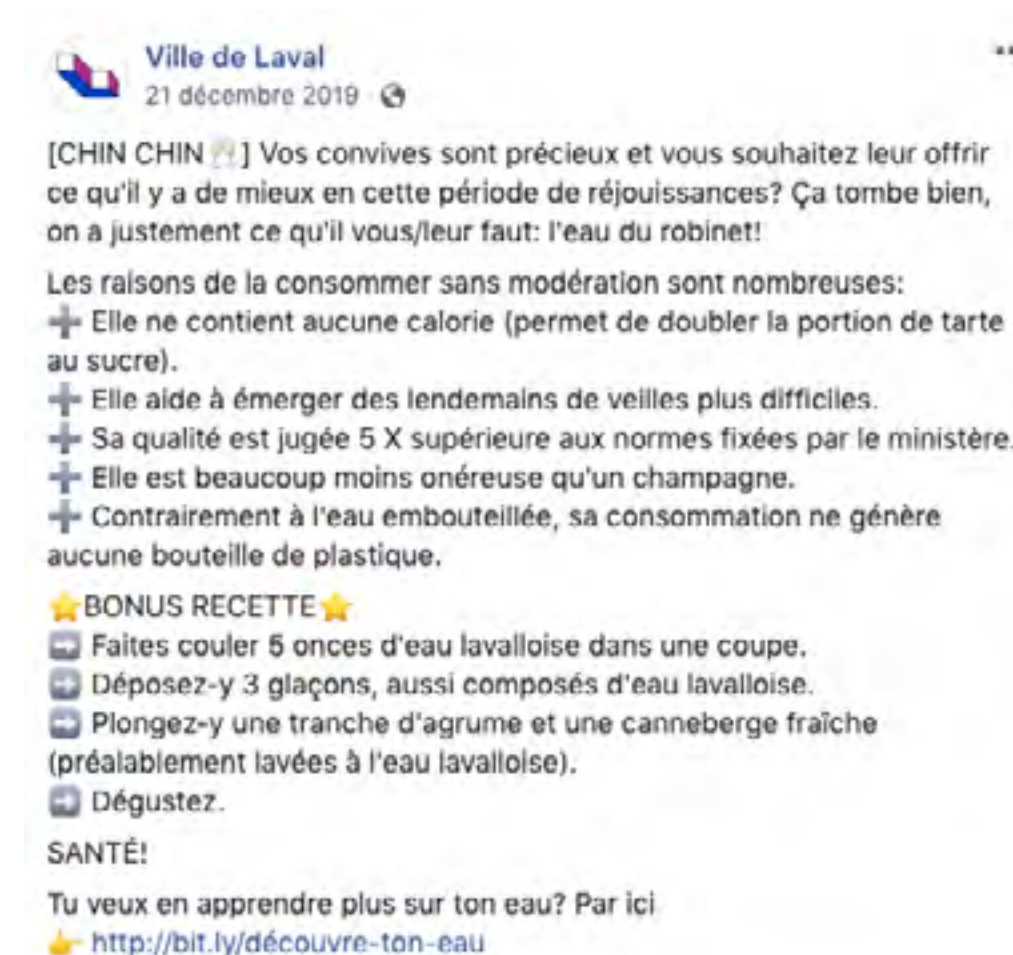 Ville de Laval
21 décembre 2019
[CHIN CHIN 🥂] Vos convives sont précieux et vous souhaitez leur offrir
ce qu'il y a de mieux en cette période de réjouissances? Ça tombe bien,
on a justement ce qu'il vous/leur faut: l'eau du robinet!
Les raisons de la consommer sans modération sont nombreuses:
➕ Elle ne contient aucune calorie (permet de doubler la portion de tarte
au sucre).
➕ Elle aide à émerger des lendemains de veilles plus difficiles.
➕ Sa qualité est jugée 5 X supérieure aux normes fixées par le ministère.
➕ Elle est beaucoup moins onéreuse qu'un champagne.
➕ Contrairement à l'eau embouteillée, sa consommation ne génère
aucune bouteille de plastique.
⭐BONUS RECETTE⭐
➡ Faites couler 5 onces d'eau lavalloise dans une coupe.
➡ Déposez-y 3 glaçons, aussi composés d'eau lavalloise.
➡ Plongez-y une tranche d'agrume et une canneberge fraîche
(préalablement lavées à l'eau lavalloise).
➡ Dégustez.
SANTÉ!
Tu veux en apprendre plus sur ton eau? Par ici
👉 http://bit.ly/découvre-ton-eau